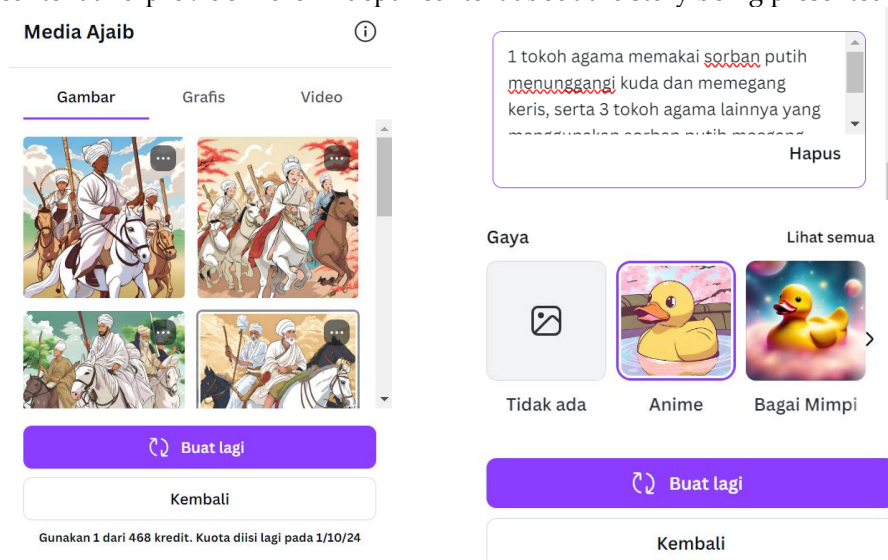 Media Ajaib
Gambar Grafis Video
Buat lagi
Kembali
Gunakan 1 dari 468 kredit. Kuota diisi lagi pada 1/10/24
1 tokoh agama memakai sorban putih
menunggangi kuda dan memegang
keris, serta 3 tokoh agama lainnya yang
Hapus
Gaya Lihat semua
Tidak ada Anime Bagai Mimpi
Buat lagi
Kembali